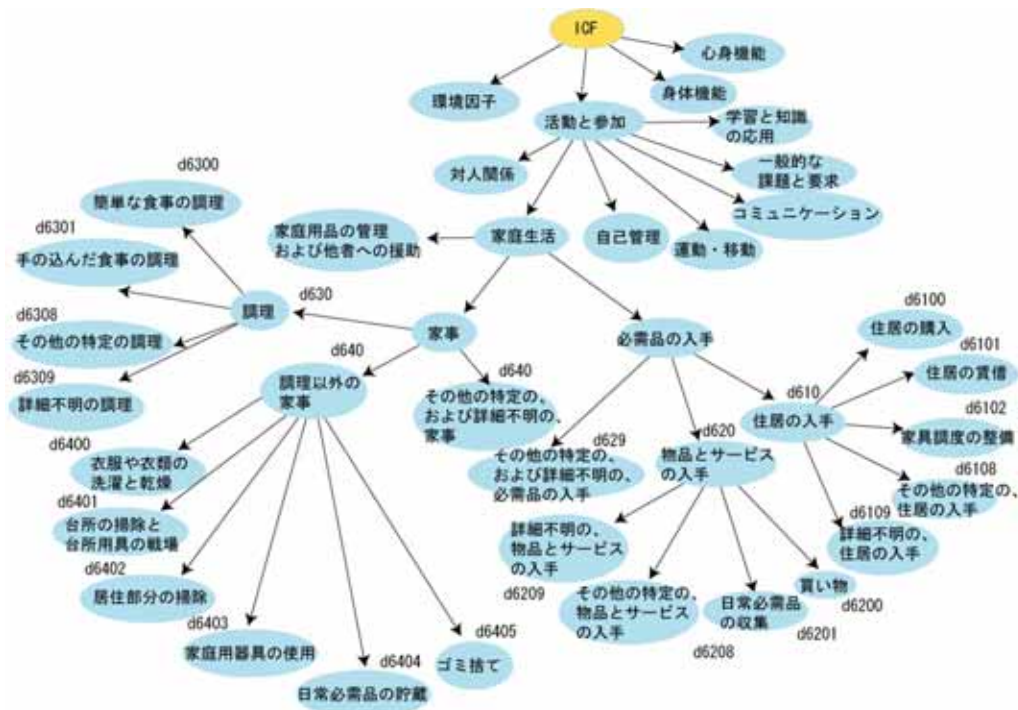 ICF
心身機能
環境因子
身体機能
活動と参加
学習と知識
の応用
対人関係
一般的な
課題と要求
コミュニケーション
d6300
簡単な食事の調理
家庭用品の管理
および他者への援助
家庭生活
自己管理
運動・移動
d6301
手の込んだ食事の調理
d630
調理
d6308
その他の特定の調理
d6309
詳細不明の調理
家事
必需品の入手
d6100
住居の購入
d6101
住居の賃借
d610
住居の入手
d6102
家具調度の整備
d6108
その他の特定の、
住居の入手
d6109
詳細不明の、
住居の入手
d640
調理以外の
家事
d640
その他の特定の、
および詳細不明の、
家事
d629
その他の特定の、
および詳細不明の、
必需品の入手
d620
物品とサービス
の入手
d6400
衣服や衣類の
洗濯と乾燥
d6401
台所の掃除と
台所用具の戦場
d6402
居住部分の掃除
d6403
家庭用器具の使用
d6404
日常必需品の貯蔵
d6405
ゴミ捨て
詳細不明の、
物品とサービス
の入手
d6209
その他の特定の、
物品とサービス
の入手
d6208
日常必需品
の収集
d6201
買い物
d6200